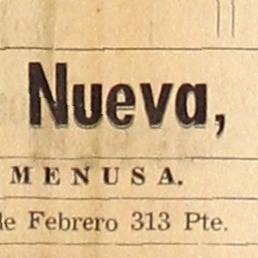 Nueva,
MENUSA.
de Febrero 313 Pte.